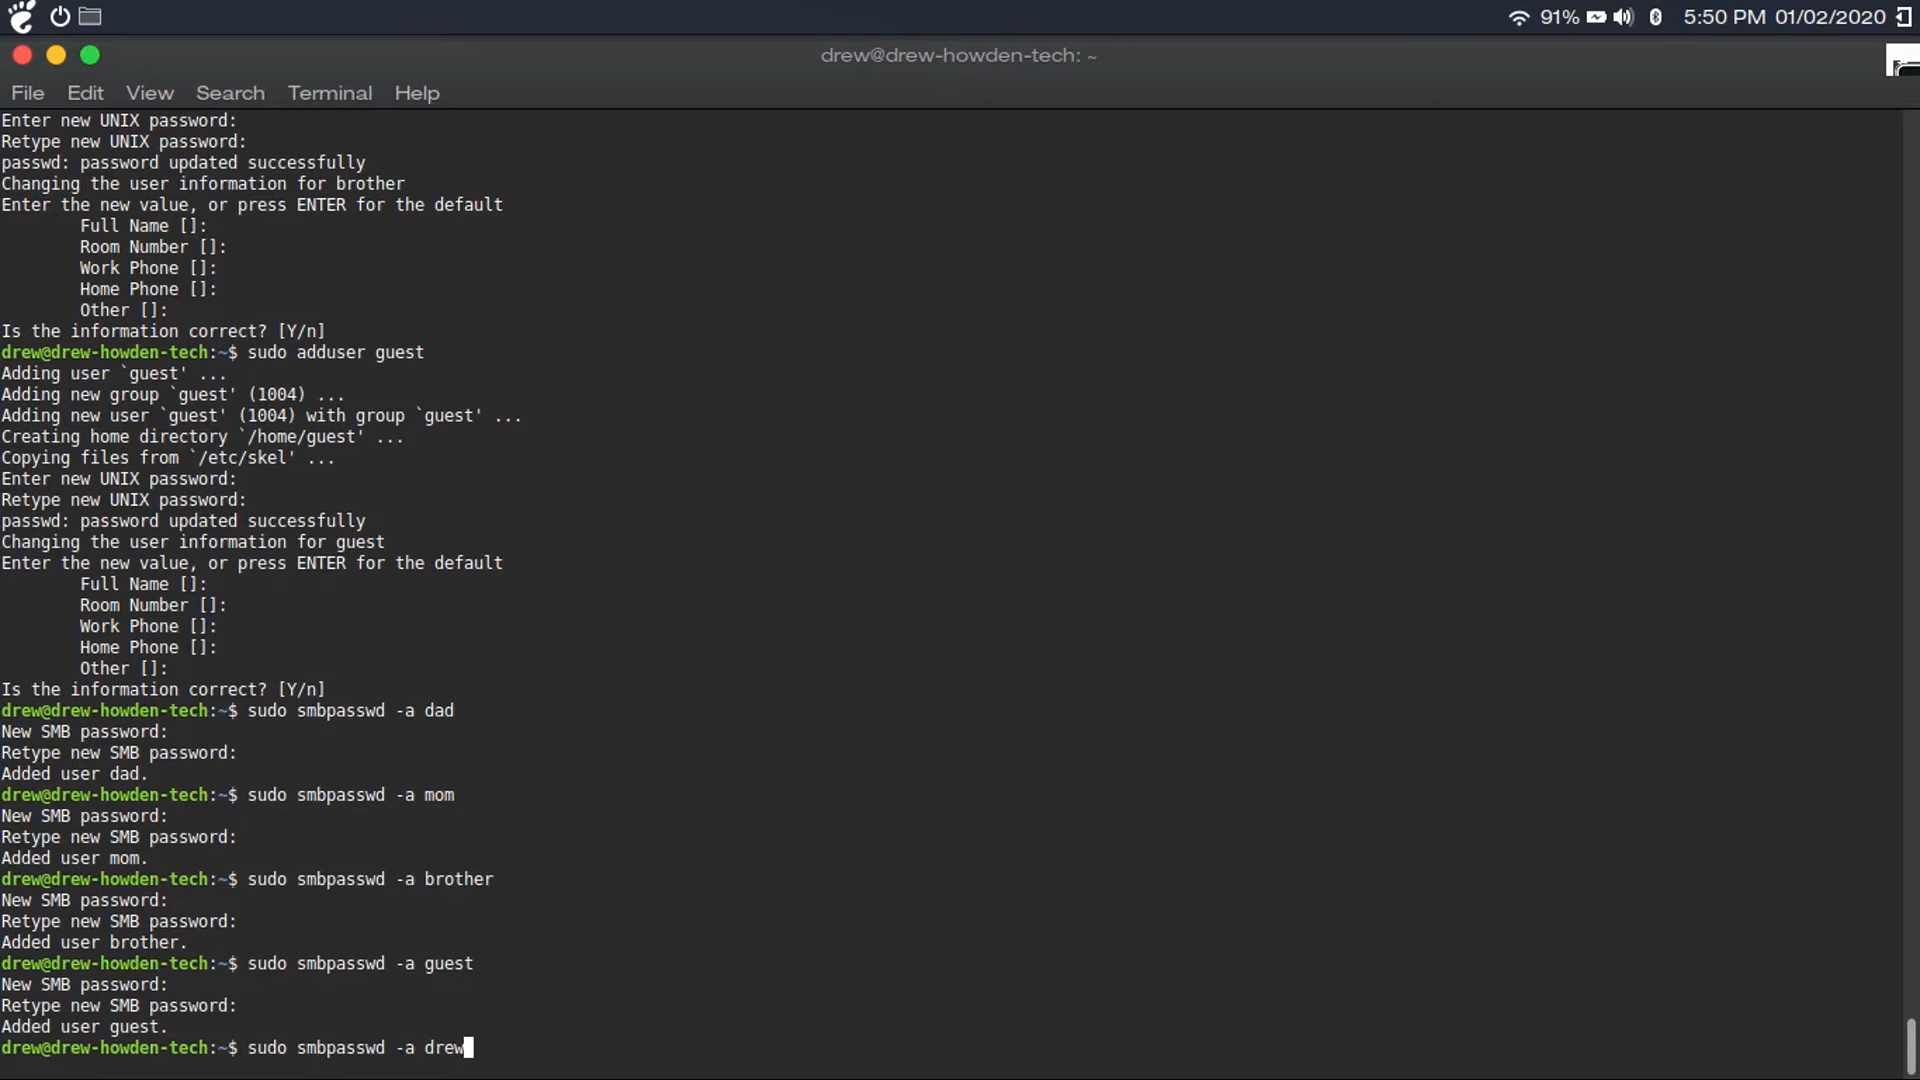 91% 5:50 PM 01/02/2020
drew@drew-howden-tech: ~
File Edit View Search Terminal Help
Enter new UNIX password:
Retype new UNIX password:
passwd: password updated successfully
Changing the user information for brother
Enter the new value, or press ENTER for the default
Full Name []:
Room Number []:
Work Phone []:
Home Phone []:
Other []:
Is the information correct? [Y/n]
drew@drew-howden-tech:~$ sudo adduser guest
Adding user `guest' ...
Adding new group `guest' (1004) ...
Adding new user `guest' (1004) with group `guest' ...
Creating home directory `/home/guest' ...
Copying files from `/etc/skel' ...
Enter new UNIX password:
Retype new UNIX password:
passwd: password updated successfully
Changing the user information for guest
Enter the new value, or press ENTER for the default
Full Name []:
Room Number []:
Work Phone []:
Home Phone []:
Other []:
Is the information correct? [Y/n]
drew@drew-howden-tech:~$ sudo smbpasswd -a dad
New SMB password:
Retype new SMB password:
Added user dad.
drew@drew-howden-tech:~$ sudo smbpasswd -a mom
New SMB password:
Retype new SMB password:
Added user mom.
drew@drew-howden-tech:~$ sudo smbpasswd -a brother
New SMB password:
Retype new SMB password:
Added user brother.
drew@drew-howden-tech:~$ sudo smbpasswd -a guest
New SMB password:
Retype new SMB password:
Added user guest.
drew@drew-howden-tech:~$ sudo smbpasswd -a drew